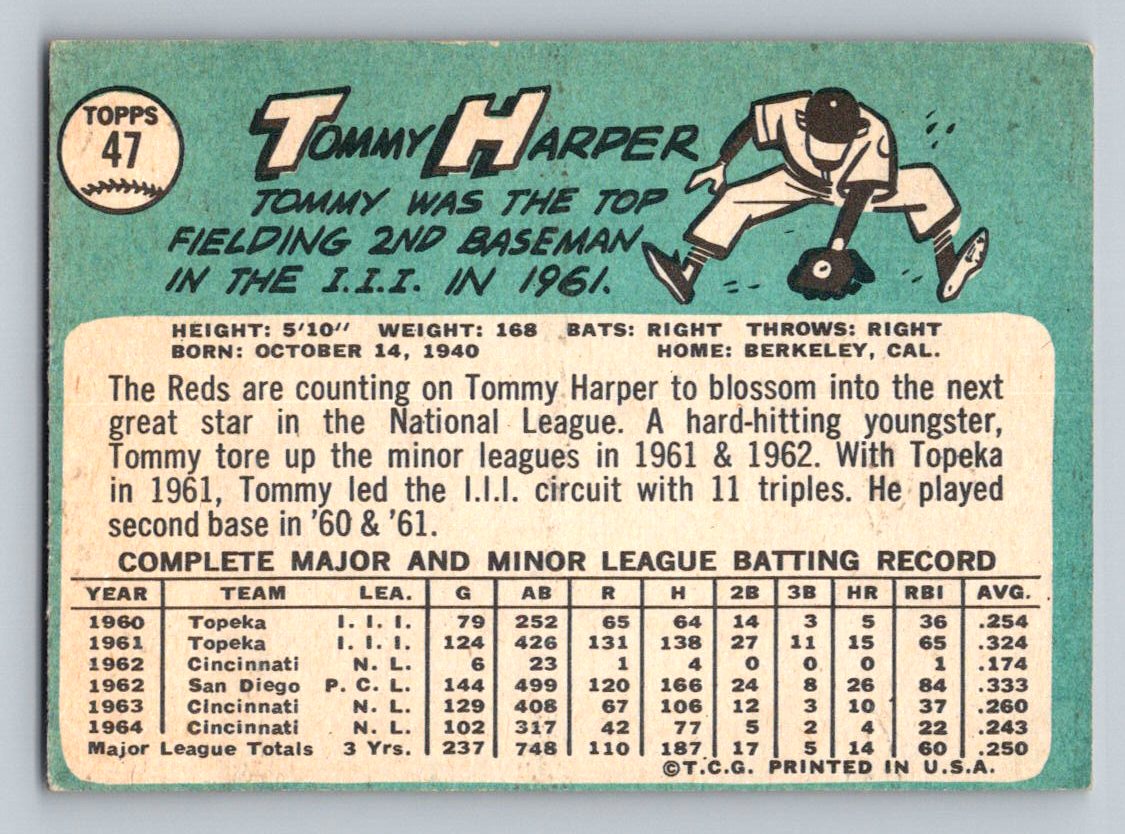 TOPPS
47
TOMMY HARPER
TOMMY WAS THE TOP
FIELDING 2ND BASEMAN
IN THE I.I.I. IN 1961.
HEIGHT: 5'10" WEIGHT: 168 BATS: RIGHT THROWS: RIGHT
BORN: OCTOBER 14, 1940 HOME: BERKELEY, CAL.
The Reds are counting on Tommy Harper to blossom into the next
great star in the National League. A hard-hitting youngster,
Tommy tore up the minor leagues in 1961 & 1962. With Topeka
in 1961, Tommy led the I.I.I. circuit with 11 triples. He played
second base in '60 & '61.
COMPLETE MAJOR AND MINOR LEAGUE BATTING RECORD
YEAR TEAM LEA. G AB R H 2B 3B HR RBI AVG.
1960 Topeka I. I. I. 79 252 65 64 14 3 5 36 .254
1961 Topeka I. I. I. 124 426 131 138 27 11 15 65 .324
1962 Cincinnati N. L. 6 23 1 4 0 0 0 1 .174
1962 San Diego P. C. L. 144 499 120 166 24 8 26 84 .333
1963 Cincinnati N. L. 129 408 67 106 12 3 10 37 .260
1964 Cincinnati N. L. 102 317 42 77 5 2 4 22 .243
Major League Totals 3 Yrs. 237 748 110 187 17 5 14 60 .250
©T.C.G. PRINTED IN U.S.A.